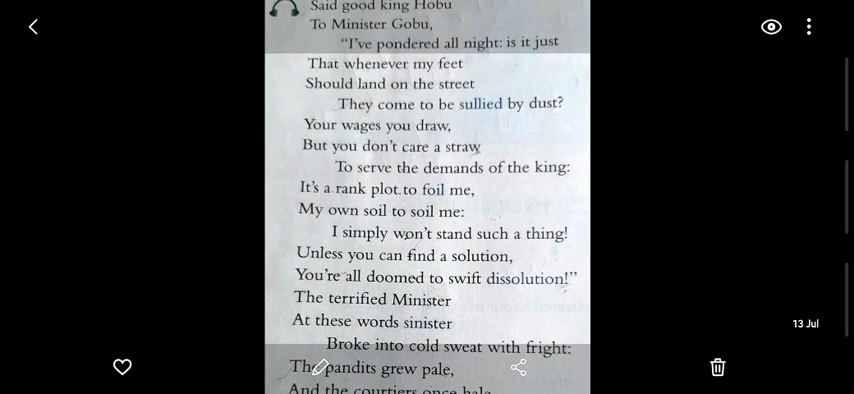 Said good king Hobu
To Minister Gobu,
"I've pondered all night: is it just
That whenever my feet
Should land on the street
They come to be sullied by dust?
Your wages you draw,
But you don't care a straw
To serve the demands of the king:
It's a rank plot to foil me,
My own soil to soil me:
I simply won't stand such a thing!
Unless you can find a solution,
You're all doomed to swift dissolution!"
The terrified Minister
At these words sinister
13 Jul
Broke into cold sweat with fright:
The pandits grew pale,
And the courtiers once hale